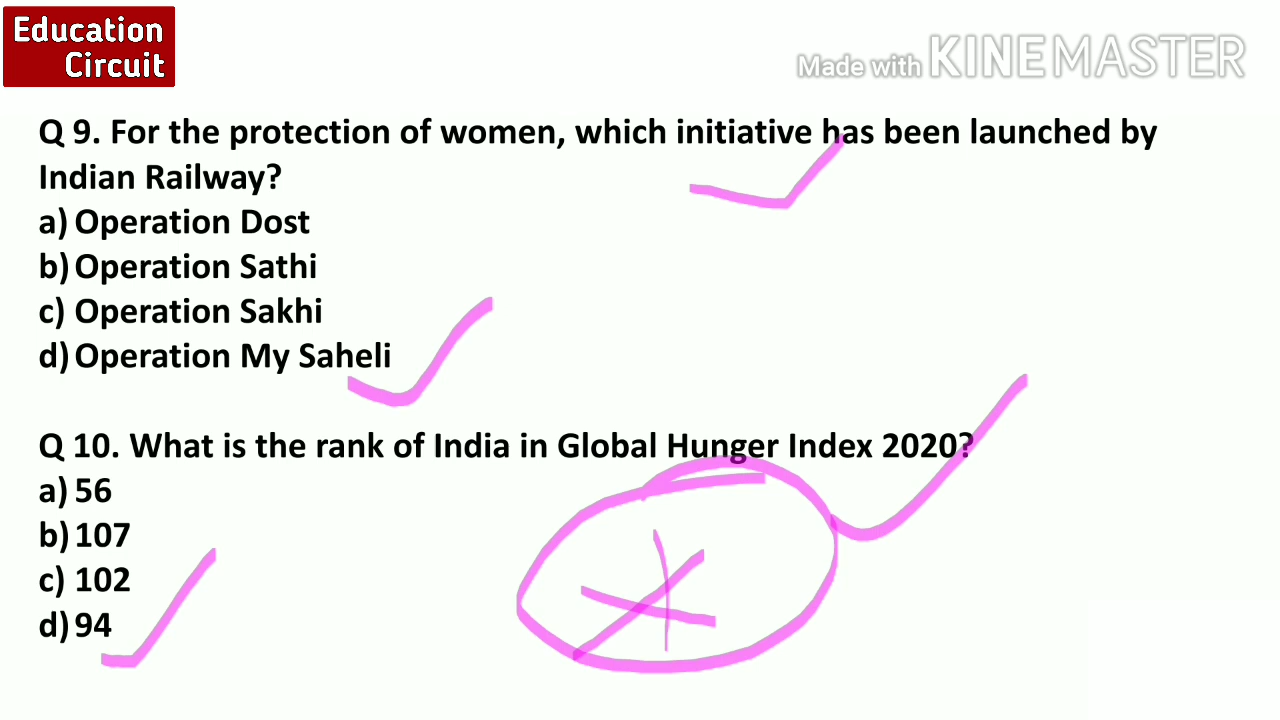 Education
Circuit
Made with KINEMASTER
Q 9. For the protection of women, which initiative has been launched by
Indian Railway?
a) Operation Dost
b) Operation Sathi
c) Operation Sakhi
d) Operation My Saheli
Q 10. What is the rank of India in Global Hunger Index 2020?
a) 56
b) 107
c) 102
d) 94